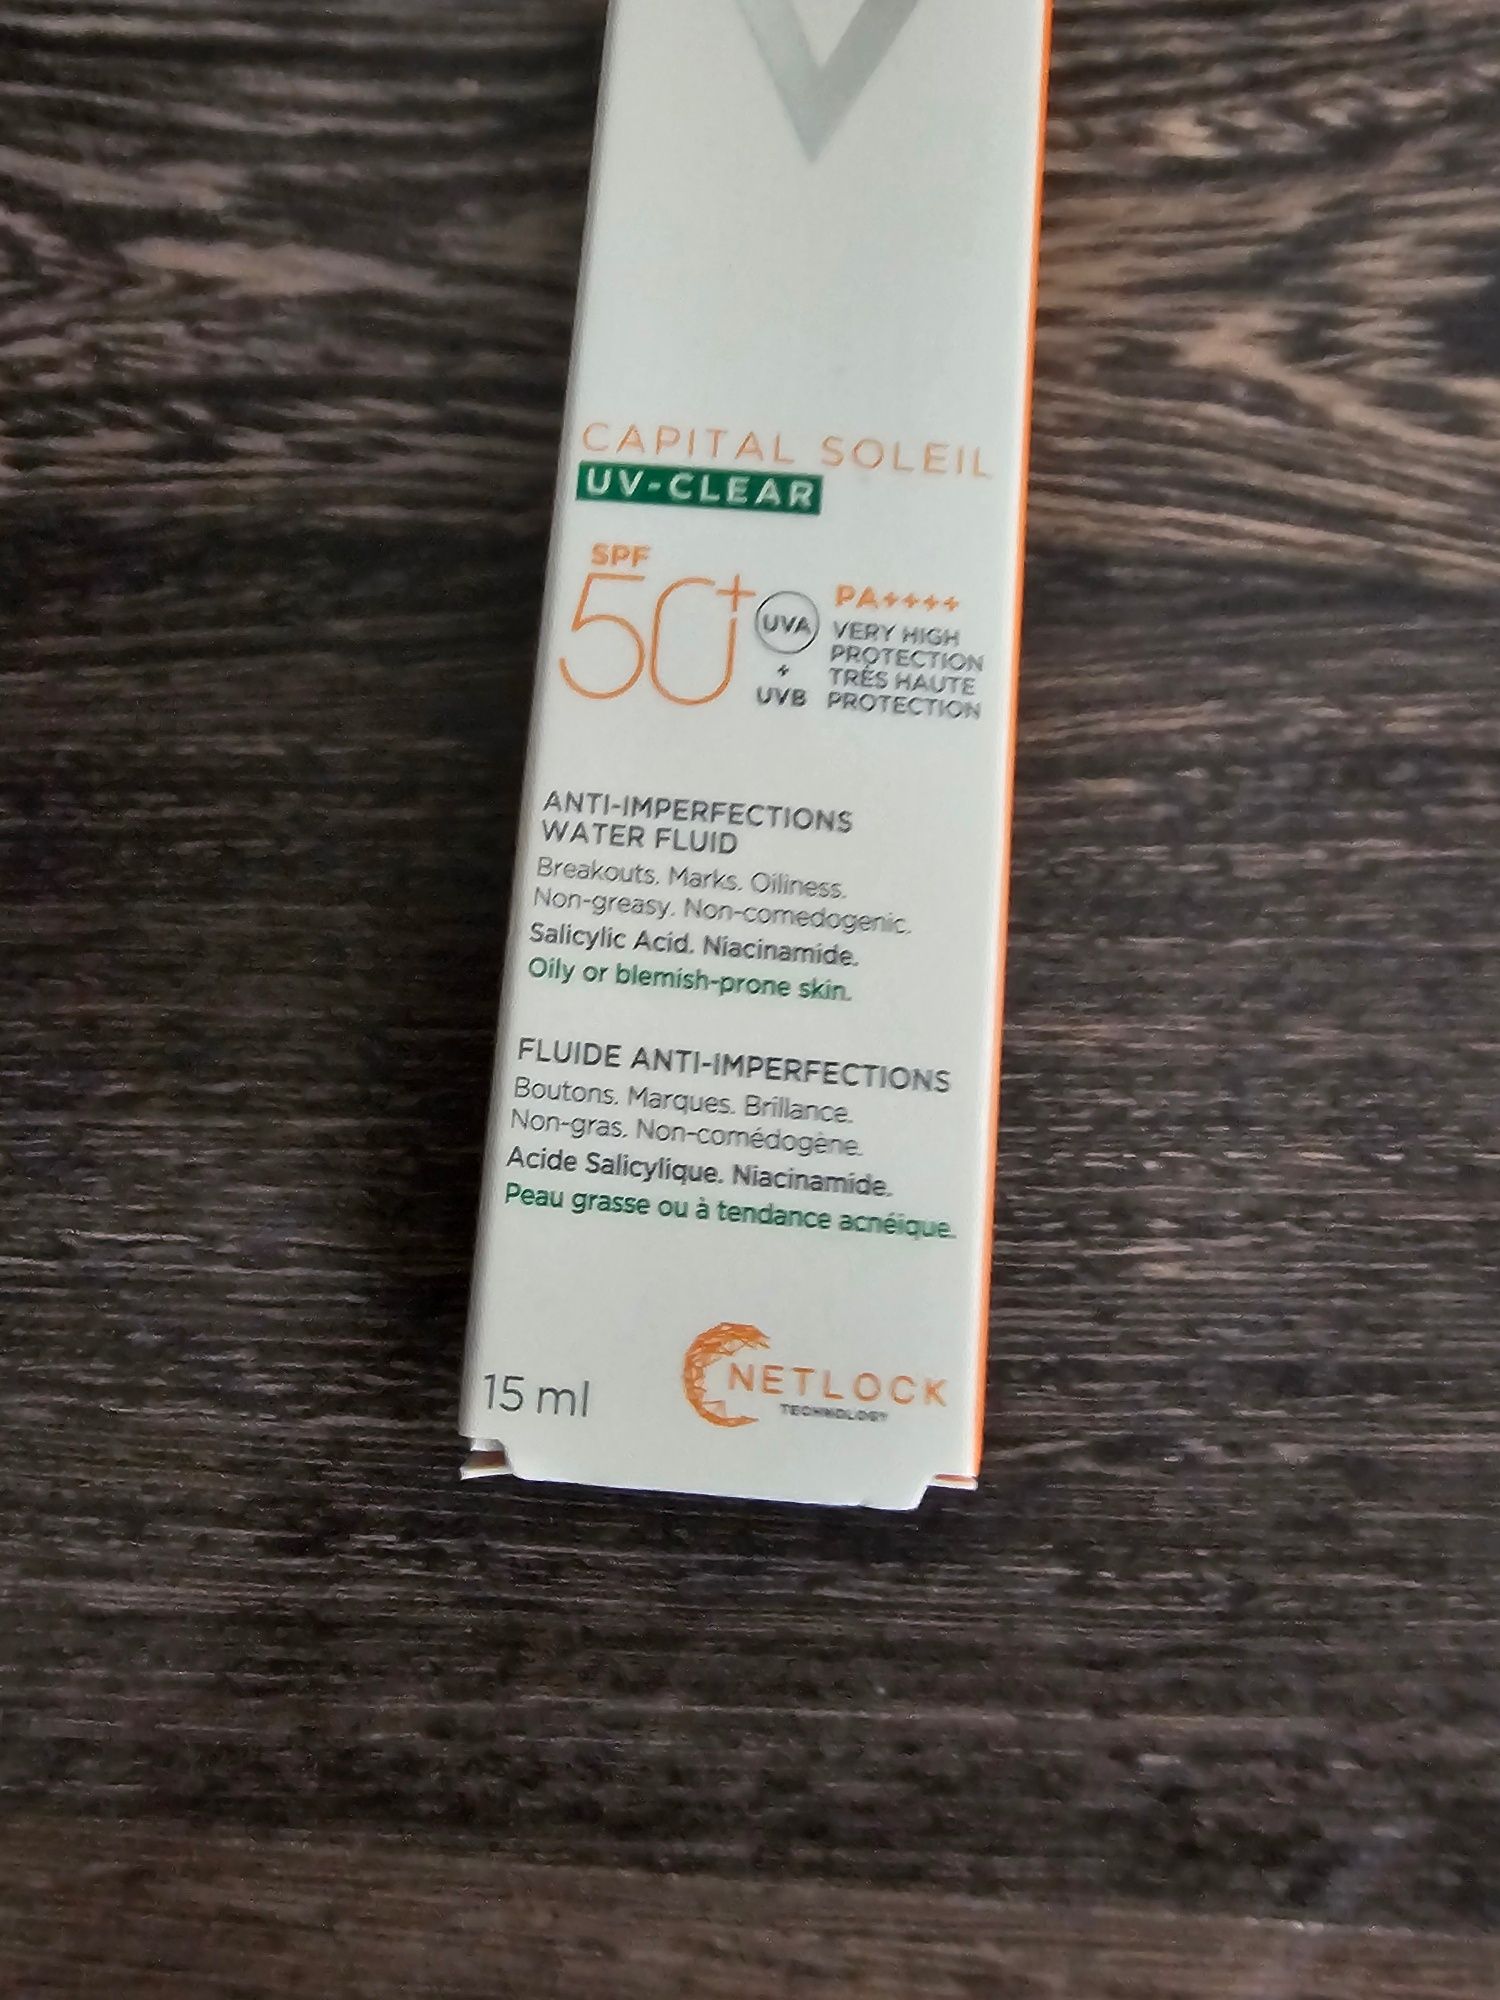 CAPITAL SOLEIL
UV-CLEAR
SPF
50+
UVA
+
UVB
PA++++
VERY HIGH
PROTECTION
TRÈS HAUTE
PROTECTION
ANTI-IMPERFECTIONS
WATER FLUID
Breakouts. Marks. Oiliness.
Non-greasy. Non-comedogenic.
Salicylic Acid. Niacinamide.
Oily or blemish-prone skin.
FLUIDE ANTI-IMPERFECTIONS
Boutons. Marques. Brillance.
Non-gras. Non-comédogène.
Acide Salicylique. Niacinamide.
Peau grasse ou à tendance acnéique.
15 ml
NETLOCK
TECHNOLOGY